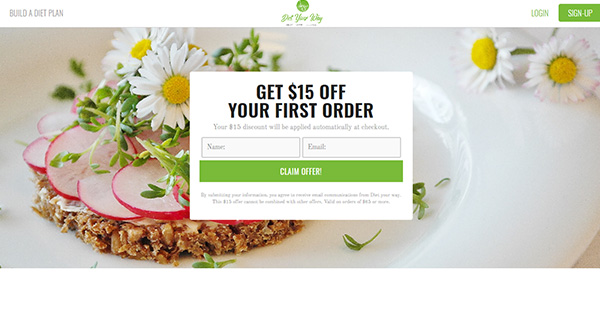 BUILD A DIET PLAN
Diet Your Way
LOGIN
SIGN-UP
GET $15 OFF
YOUR FIRST ORDER
Your $15 discount will be applied automatically at checkout.
Name:
Email:
CLAIM OFFER!
By submitting your information, you agree to receive email communications from Diet your way.
This $15 offer cannot be combined with other offers. Valid on orders of $85 or more.